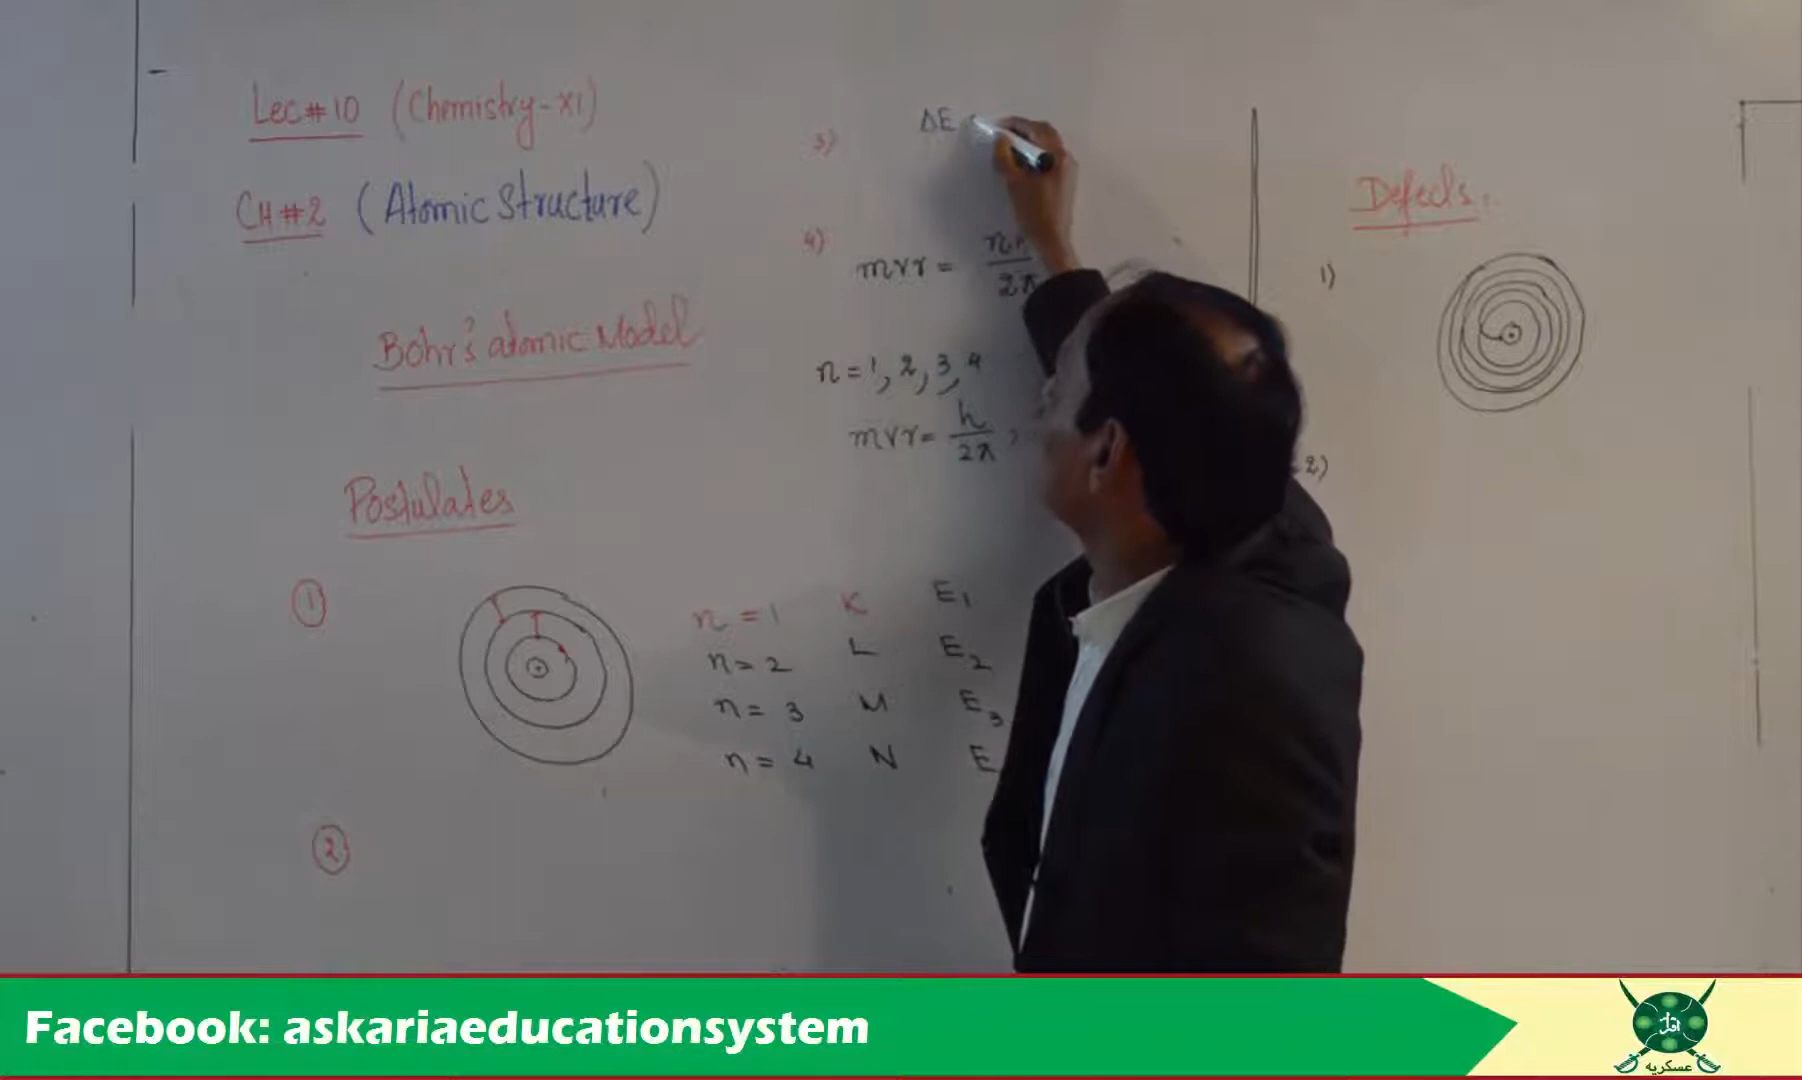 Lec#10 (Chemistry-XI)
CH#2 (Atomic Structure)
Bohr's atomic Model
Postulates
①
n = 1 K E1
n = 2 L E2
n = 3 M E3
n = 4 N E
②
3) ΔE
4) mvr = nh/2π
n = 1, 2, 3, 4
mvr = h/2π ,
Defects:
1)
2)
Facebook: askariaeducationsystem
عسكريه